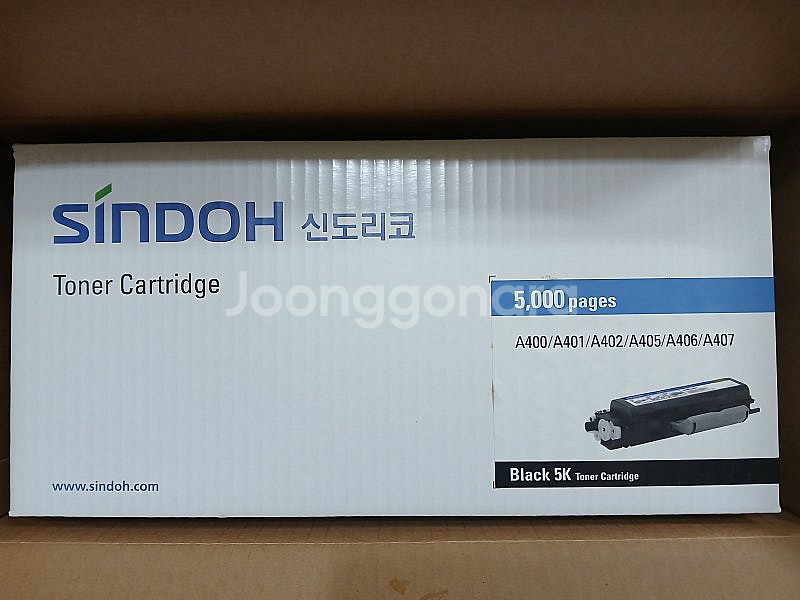 SINDOH 신도리코
Toner Cartridge
Joonggonara
5,000 pages
A400/A401/A402/A405/A406/A407
Black 5K Toner Cartridge
www.sindoh.com